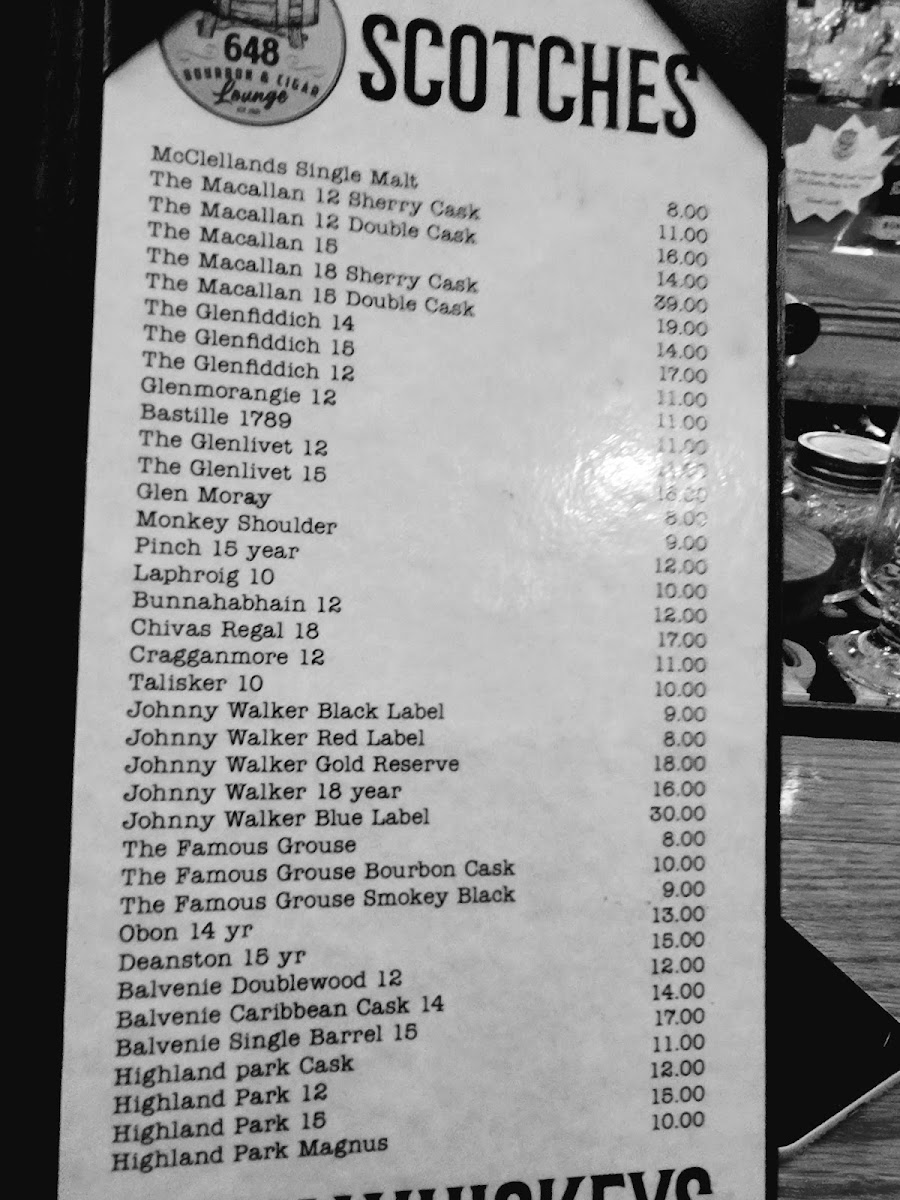 648
BOURBON & CIGAR
Lounge
SCOTCHES
McClellands Single Malt 8.00
The Macallan 12 Sherry Cask 11.00
The Macallan 12 Double Cask 16.00
The Macallan 15 14.00
The Macallan 18 Sherry Cask 39.00
The Macallan 15 Double Cask 19.00
The Glenfiddich 14 14.00
The Glenfiddich 15 17.00
The Glenfiddich 12 11.00
Glenmorangie 12 11.00
Bastille 1789 11.00
The Glenlivet 12
The Glenlivet 15
Glen Moray 8.00
Monkey Shoulder 9.00
Pinch 15 year 12.00
Laphroig 10 10.00
Bunnahabhain 12 12.00
Chivas Regal 18 17.00
Cragganmore 12 11.00
Talisker 10 10.00
Johnny Walker Black Label 9.00
Johnny Walker Red Label 8.00
Johnny Walker Gold Reserve 18.00
Johnny Walker 18 year 16.00
Johnny Walker Blue Label 30.00
The Famous Grouse 8.00
The Famous Grouse Bourbon Cask 10.00
The Famous Grouse Smokey Black 9.00
Obon 14 yr 13.00
Deanston 15 yr 15.00
Balvenie Doublewood 12 12.00
Balvenie Caribbean Cask 14 14.00
Balvenie Single Barrel 15 17.00
Highland park Cask 11.00
Highland Park 12 12.00
Highland Park 15 15.00
Highland Park Magnus 10.00